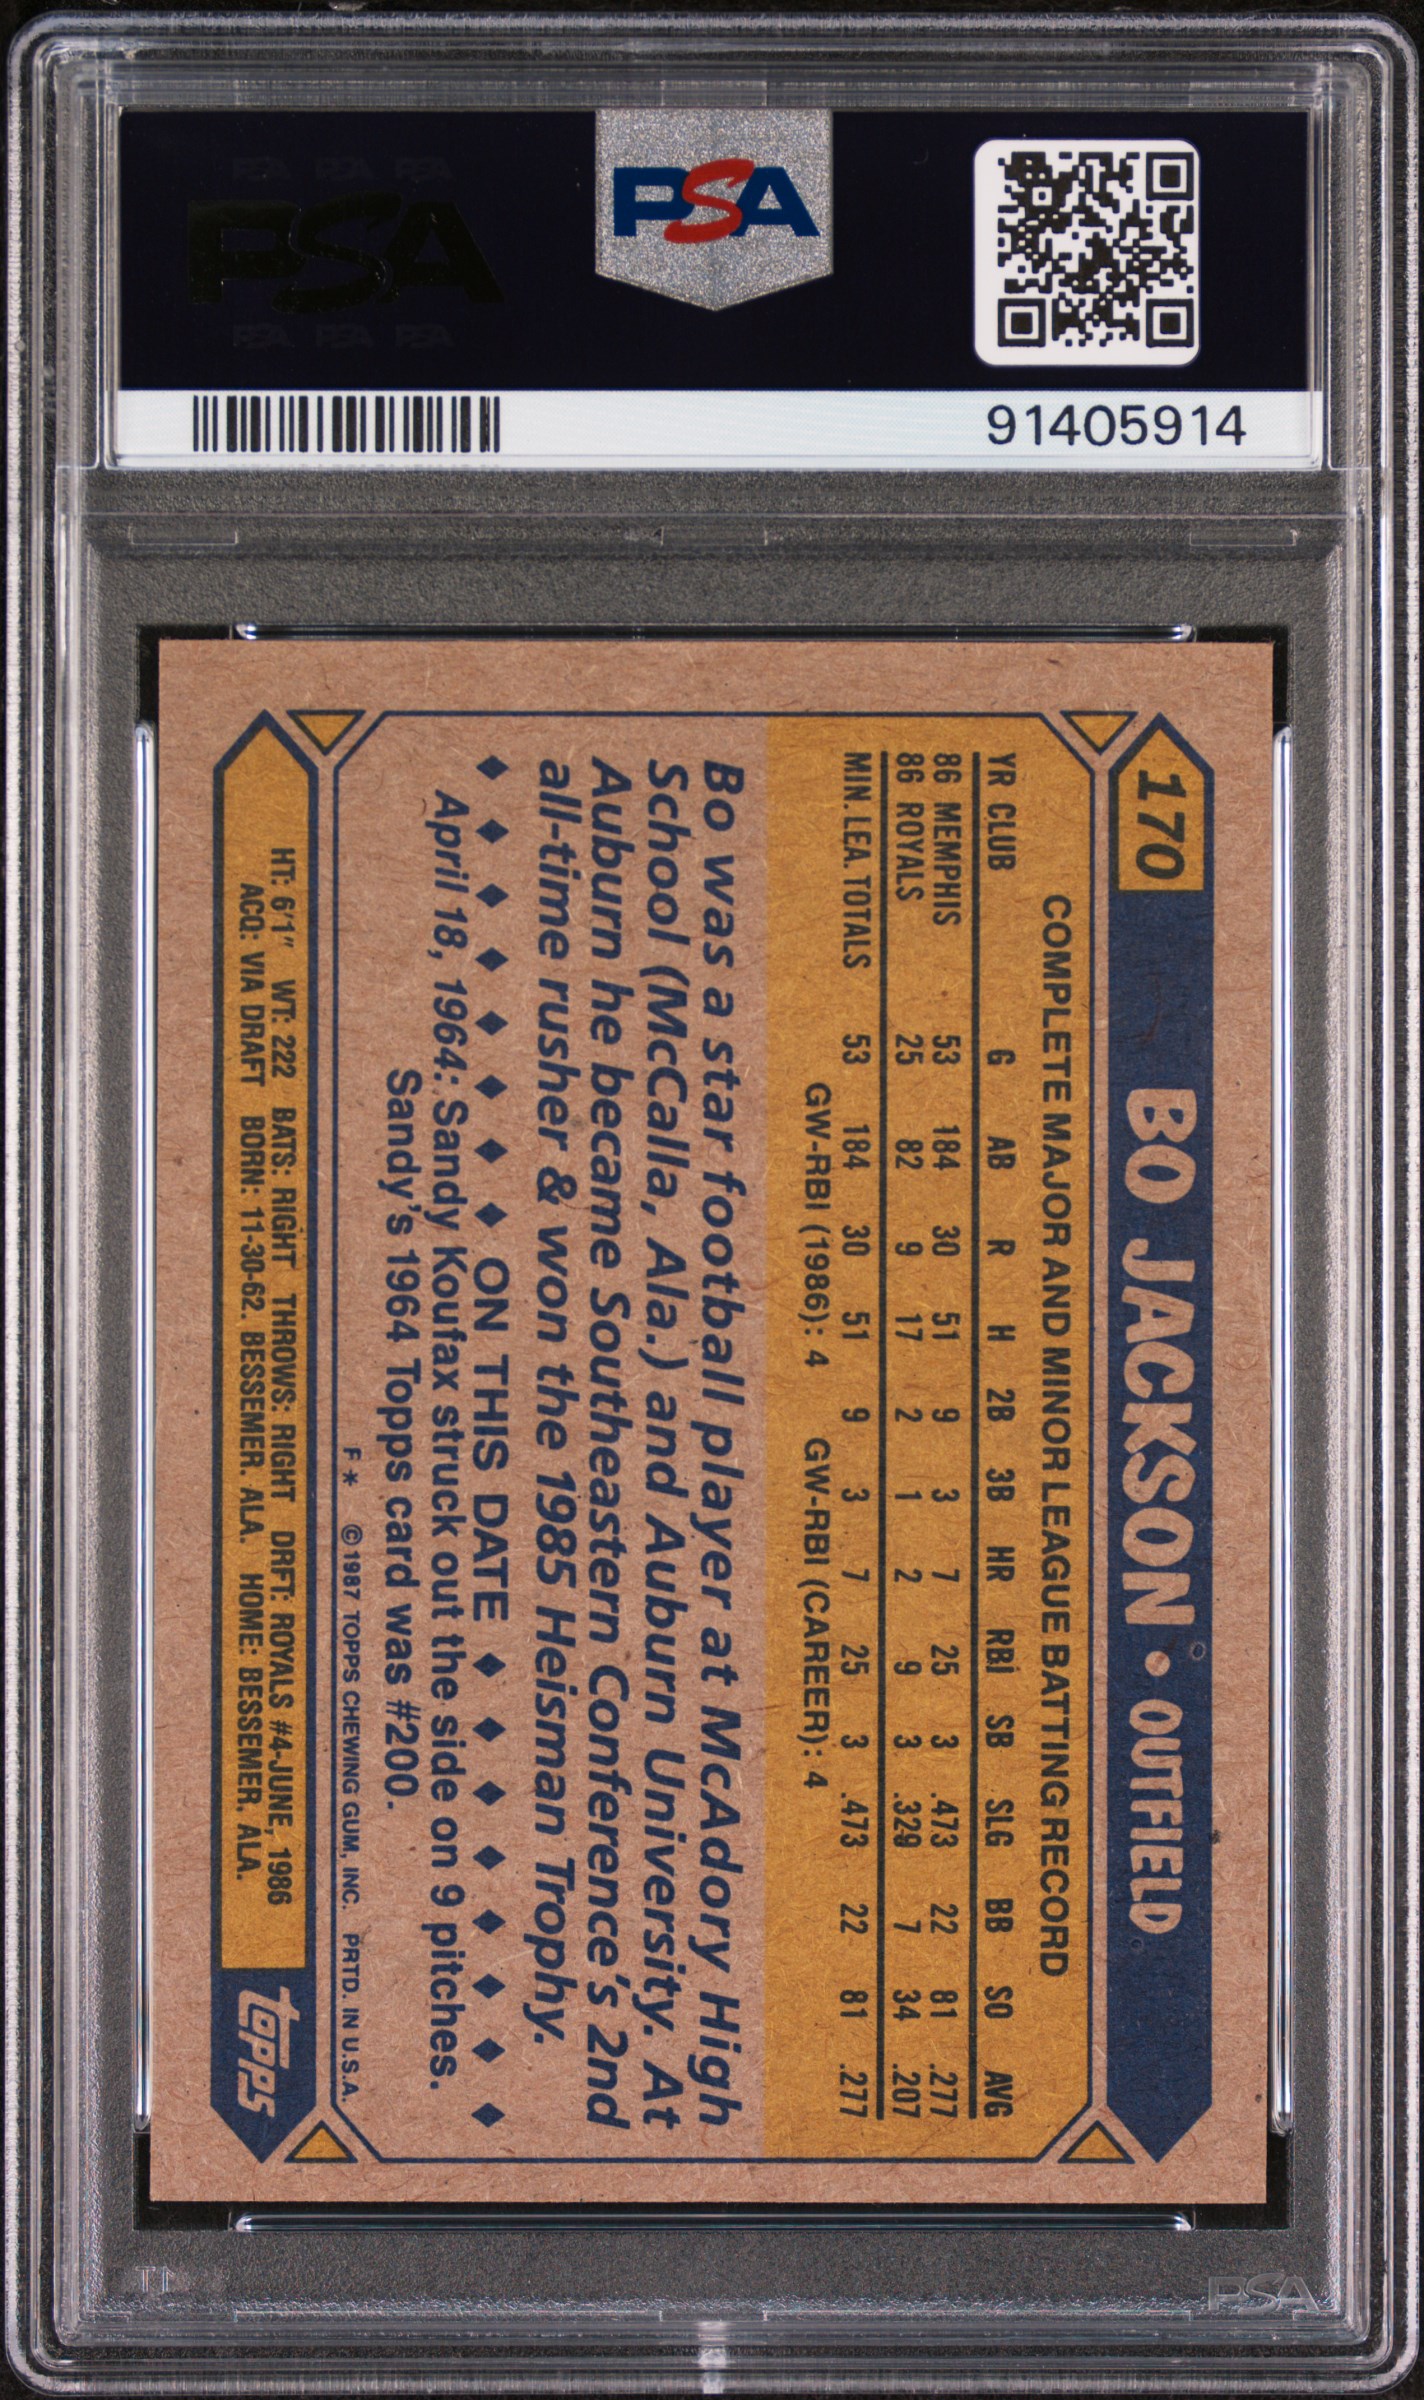 PSA PSA PSA
PSA
PSA PSA PSA
PSA
91405914
170 BO JACKSON • OUTFIELD
COMPLETE MAJOR AND MINOR LEAGUE BATTING RECORD
YR CLUB G AB R H 2B 3B HR RBI SB SLG BB SO AVG
86 MEMPHIS 53 184 30 51 9 3 7 25 3 .473 22 81 .277
86 ROYALS 25 82 9 17 2 1 2 9 3 .329 7 34 .207
MIN. LEA. TOTALS 53 184 30 51 9 3 7 25 3 .473 22 81 .277
GW-RBI (1986): 4 GW-RBI (CAREER): 4
Bo was a star football player at McAdory High
School (McCalla, Ala.) and Auburn University. At
Auburn he became Southeastern Conference's 2nd
all-time rusher & won the 1985 Heisman Trophy.
ON THIS DATE
April 18, 1964: Sandy Koufax struck out the side on 9 pitches.
Sandy's 1964 Topps card was #200.
F* © 1987 TOPPS CHEWING GUM, INC. PRTD. IN U.S.A.
HT: 6'1" WT: 222 BATS: RIGHT THROWS: RIGHT DRFT: ROYALS #4-JUNE, 1986
ACQ: VIA DRAFT BORN: 11-30-62, BESSEMER, ALA. HOME: BESSEMER, ALA.
topps
PSA